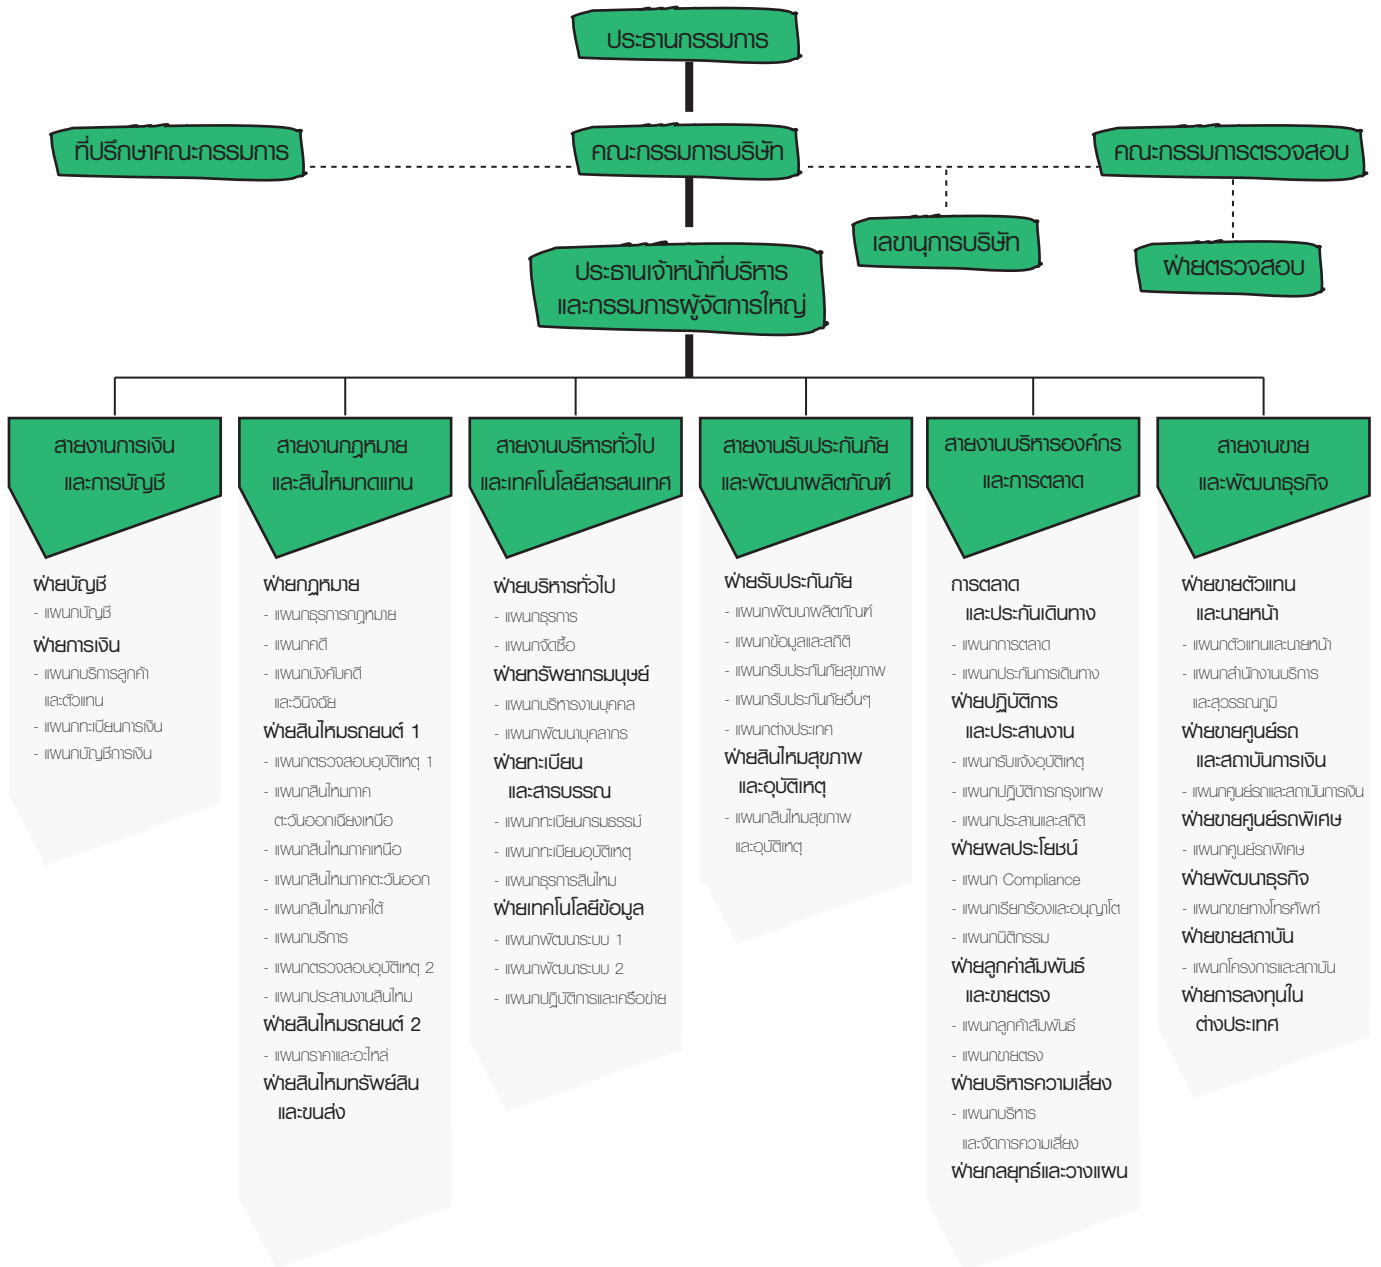 ประธานกรรมการ
ที่ปรึกษาคณะกรรมการ
คณะกรรมการบริษัท
คณะกรรมการตรวจสอบ
เลขานุการบริษัท
ฝ่ายตรวจสอบ
ประธานเจ้าหน้าที่บริหาร
และกรรมการผู้จัดการใหญ่
สายงานการเงิน
และการบัญชี
ฝ่ายบัญชี
- แผนกบัญชี
ฝ่ายการเงิน
- แผนกบริการลูกค้า
และตัวแทน
- แผนกทะเบียนการเงิน
- แผนกบัญชีการเงิน
สายงานกฎหมาย
และสินไหมทดแทน
ฝ่ายกฎหมาย
- แผนกธุรการกฎหมาย
- แผนกคดี
- แผนกบังคับคดี
และวินิจฉัย
ฝ่ายสินไหมรถยนต์ 1
- แผนกตรวจสอบอุบัติเหตุ 1
- แผนกสินไหมภาค
ตะวันออกเฉียงเหนือ
- แผนกสินไหมภาคเหนือ
- แผนกสินไหมภาคตะวันออก
- แผนกสินไหมภาคใต้
- แผนกบริการ
- แผนกตรวจสอบอุบัติเหตุ 2
- แผนกประสานงานสินไหม
ฝ่ายสินไหมรถยนต์ 2
- แผนกราคาและอะไหล่
ฝ่ายสินไหมทรัพย์สิน
และขนส่ง
สายงานบริหารทั่วไป
และเทคโนโลยีสารสนเทศ
ฝ่ายบริหารทั่วไป
- แผนกธุรการ
- แผนกจัดซื้อ
ฝ่ายทรัพยากรมนุษย์
- แผนกบริหารงานบุคคล
- แผนกพัฒนาบุคลากร
ฝ่ายทะเบียน
และสารบรรณ
- แผนกทะเบียนกรมธรรม์
- แผนกทะเบียนอุบัติเหตุ
- แผนกธุรการสินไหม
ฝ่ายเทคโนโลยีข้อมูล
- แผนกพัฒนาระบบ 1
- แผนกพัฒนาระบบ 2
- แผนกปฏิบัติการและเครือข่าย
สายงานรับประกันภัย
และพัฒนาผลิตภัณฑ์
ฝ่ายรับประกันภัย
- แผนกพัฒนาผลิตภัณฑ์
- แผนกข้อมูลและสถิติ
- แผนกรับประกันภัยสุขภาพ
- แผนกรับประกันภัยอื่นๆ
- แผนกต่างประเทศ
ฝ่ายสินไหมสุขภาพ
และอุบัติเหตุ
- แผนกสินไหมสุขภาพ
และอุบัติเหตุ
สายงานบริหารองค์กร
และการตลาด
การตลาด
และประกันเดินทาง
- แผนกการตลาด
- แผนกประกันการเดินทาง
ฝ่ายปฏิบัติการ
และประสานงาน
- แผนกรับแจ้งอุบัติเหตุ
- แผนกปฏิบัติการกรุงเทพ
- แผนกประสานและสถิติ
ฝ่ายผลประโยชน์
- แผนก Compliance
- แผนกเรียกร้องและอนุญาโต
- แผนกนิติกรรม
ฝ่ายลูกค่าสัมพันธ์
และขายตรง
- แผนกลูกค้าสัมพันธ์
- แผนกขายตรง
ฝ่ายบริหารความเสี่ยง
- แผนกบริหาร
และจัดการความเสี่ยง
ฝ่ายกลยุทธ์และวางแผน
สายงานขาย
และพัฒนาธุรกิจ
ฝ่ายขายตัวแทน
และนายหน้า
- แผนกตัวแทนและนายหน้า
- แผนกสำนักงานบริการ
และสุวรรณภูมิ
ฝ่ายขายศูนย์รถ
และสถาบันการเงิน
- แผนกศูนย์รถและสถาบันการเงิน
ฝ่ายขายศูนย์รถพิเศษ
- แผนกศูนย์รถพิเศษ
ฝ่ายพัฒนาธุรกิจ
- แผนกขายทางโทรศัพท์
ฝ่ายขายสถาบัน
- แผนกโครงการและสถาบัน
ฝ่ายการลงทุนใน
ต่างประเทศ